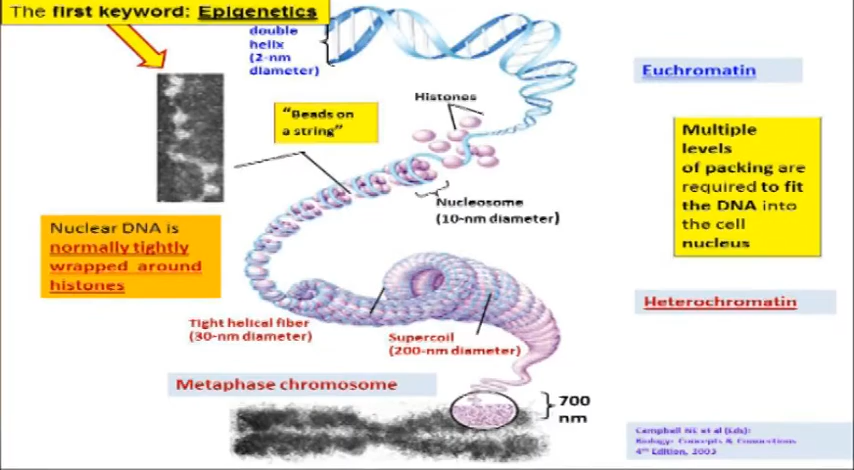 The first keyword: Epigenetics
double
helix
(2-nm
diameter)
Euchromatin
Histones
"Beads on
a string"
Multiple
levels
of packing are
required to fit
the DNA into
the cell
nucleus
Nucleosome
(10-nm diameter)
Nuclear DNA is
normally tightly
wrapped around
histones
Heterochromatin
Tight helical fiber
(30-nm diameter)
Supercoil
(200-nm diameter)
Metaphase chromosome
700
nm
Campbell NE et al (Eds):
Biology: Concepts & Connections
4th Edition, 2003